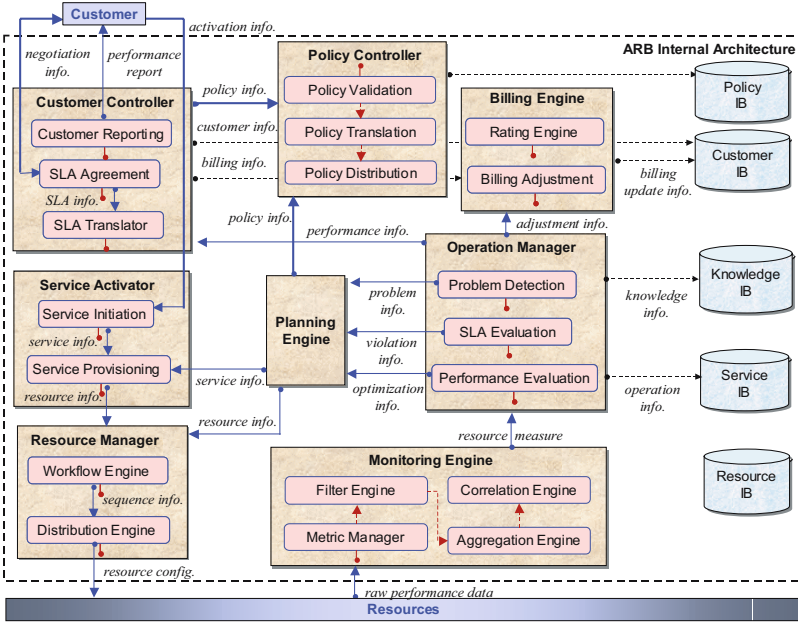 Customer
activation info.
negotiation info.
performance report
ARB Internal Architecture
Policy Controller
Policy Validation
Policy Translation
Policy Distribution
policy info.
customer info.
billing info.
Customer Controller
Customer Reporting
SLA Agreement
SLA info.
SLA Translator
Billing Engine
Rating Engine
Billing Adjustment
Policy IB
Customer IB
billing update info.
policy info.
performance info.
adjustment info.
Operation Manager
Problem Detection
SLA Evaluation
Performance Evaluation
problem info.
violation info.
optimization info.
Knowledge IB
knowledge info.
Service IB
operation info.
Resource IB
Service Activator
Service Initiation
service info.
Service Provisioning
resource info.
Planning Engine
service info.
resource info.
Resource Manager
Workflow Engine
sequence info.
Distribution Engine
resource config.
resource measure
Monitoring Engine
Filter Engine
Correlation Engine
Metric Manager
Aggregation Engine
raw performance data
Resources